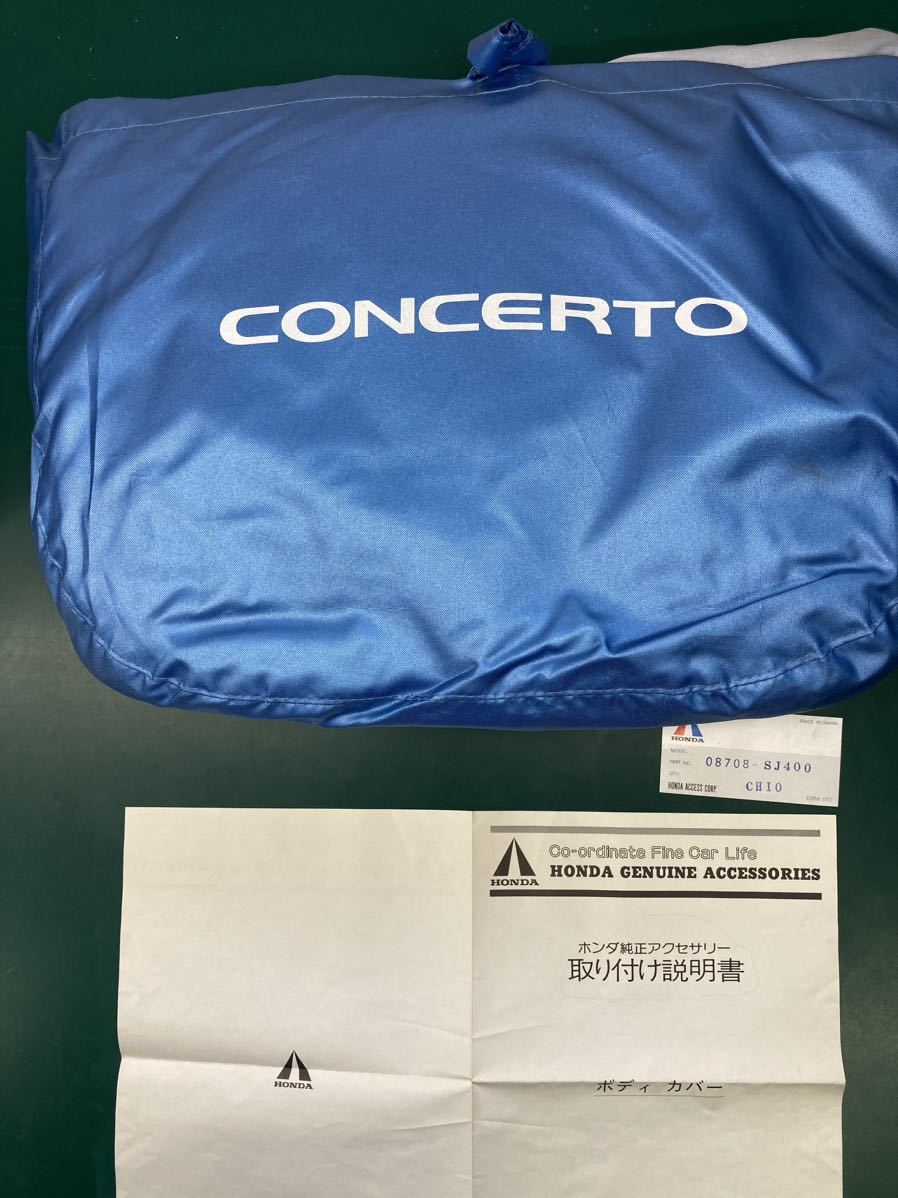 CONCERTO
MADE IN JAPAN
HONDA
MODEL
PART NO. 08708-SJ400
QTY. CH10
HONDA ACCESS CORP.
OBM 001
Co-ordinate Fine Car Life
HONDA GENUINE ACCESSORIES
HONDA
ホンダ純正アクセサリー
取り付け説明書
ボディ カバー
HONDA